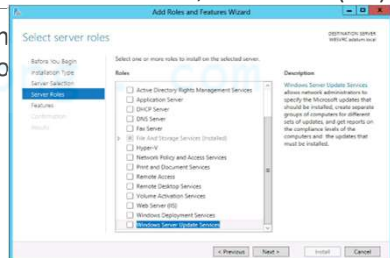 Add Roles and Features Wizard
Select server roles
DESTINATION SERVER
Before You Begin
Installation Type
Server Selection
Server Roles
Features
Confirmation
Results
Select one or more roles to install on the selected server.
Roles
Active Directory Rights Management Services
Application Server
DHCP Server
DNS Server
Fax Server
File And Storage Services (Installed)
Hyper-V
Network Policy and Access Services
Print and Document Services
Remote Access
Remote Desktop Services
Volume Activation Services
Web Server (IIS)
Windows Deployment Services
Windows Server Update Services
Description
Windows Server Update Services
allows network administrators to
specify the Microsoft updates that
should be installed, create separate
groups of computers for different
sets of updates, and get reports on
the compliance levels of the
computers and the updates that
must be installed.
< Previous
Next >
Install
Cancel